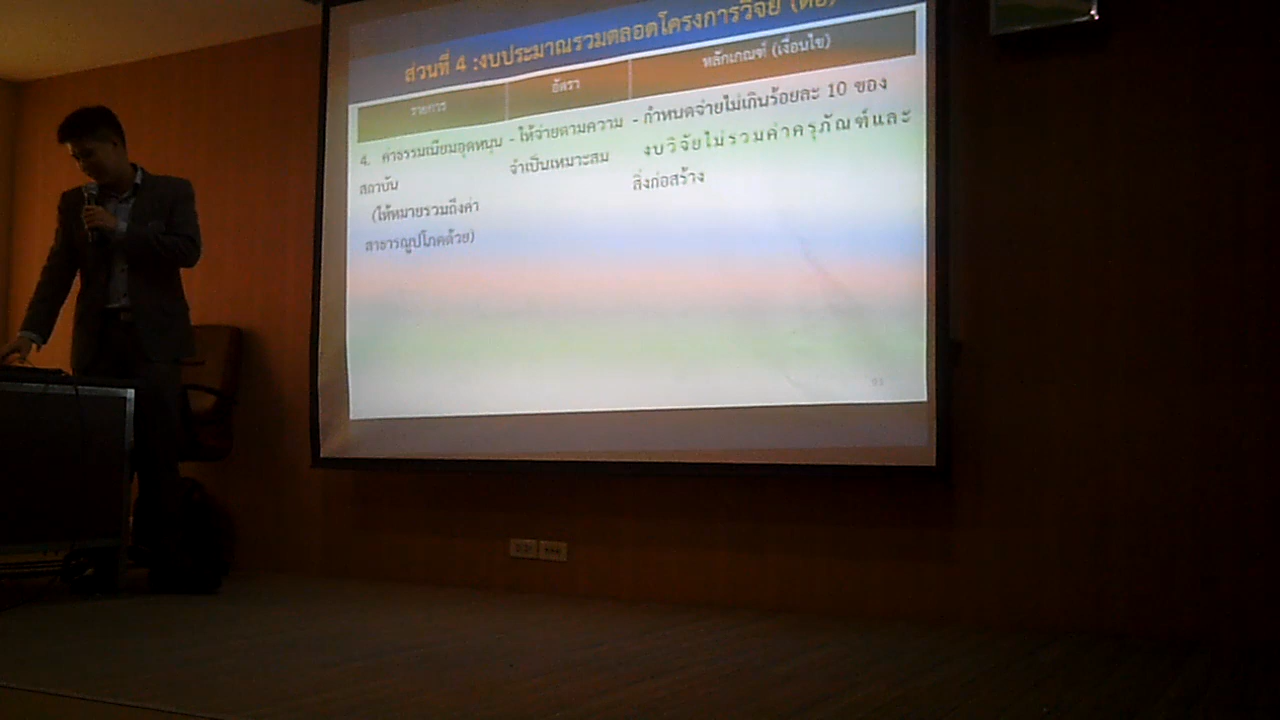 ส่วนที่ 4 :งบประมาณรวมตลอดโครงการวิจัย (ต่อ)
รายการ
อัตรา
หลักเกณฑ์ (เงื่อนไข)
4. ค่าธรรมเนียมอุดหนุน
สถาบัน
(ให้หมายรวมถึงค่า
สาธารณูปโภคด้วย)
- ให้จ่ายตามความ
จำเป็นเหมาะสม
- กำหนดจ่ายไม่เกินร้อยละ 10 ของ
งบวิจัยไม่รวมค่าครุภัณฑ์และ
สิ่งก่อสร้าง